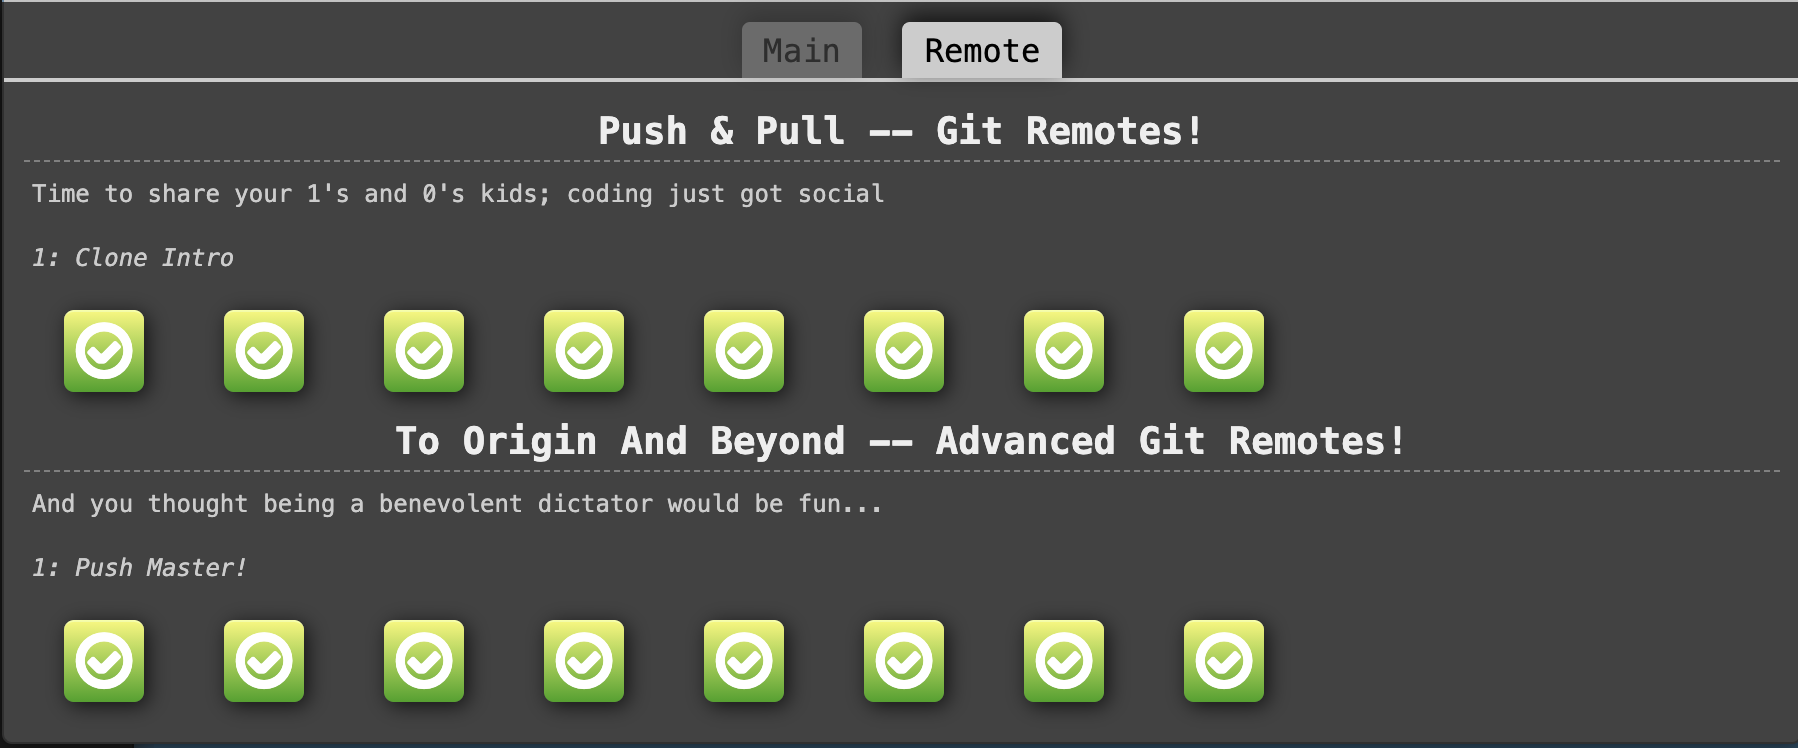 Main
Remote
Push & Pull -- Git Remotes!
Time to share your 1's and 0's kids; coding just got social
1: Clone Intro
To Origin And Beyond -- Advanced Git Remotes!
And you thought being a benevolent dictator would be fun...
1: Push Master!